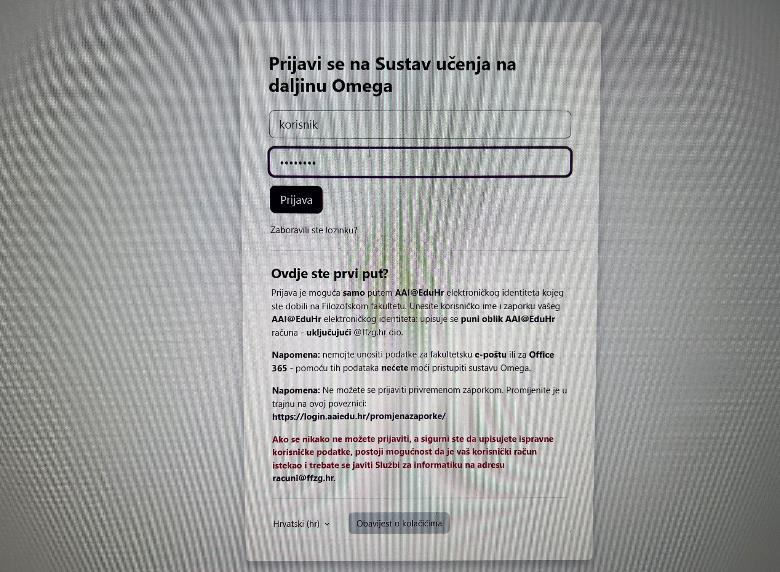 Prijavi se na Sustav učenja na
daljinu Omega
korisnik
••••••••
Prijava
Zaboravili ste lozinku?
Ovdje ste prvi put?
Prijava je moguća samo putem AAI@EduHr elektroničkog identiteta kojeg
ste dobili na Filozofskom fakultetu. Unesite korisničko ime i zaporku vašeg
AAI@EduHr elektroničkog identiteta: upisuje se puni oblik AAI@EduHr
računa - uključujući @ffzg.hr dio.
Napomena: nemojte unositi podatke za fakultetsku e-poštu ili za Office
365 - pomoću tih podataka nećete moći pristupiti sustavu Omega.
Napomena: Ne možete se prijaviti privremenom zaporkom. Promijenite je u
trajnu na ovoj poveznici:
https://login.aaiedu.hr/promjenazaporke/
Ako se nikako ne možete prijaviti, a sigurni ste da upisujete ispravne
korisničke podatke, postoji mogućnost da je vaš korisnički račun
istekao i trebate se javiti Službi za informatiku na adresu
racuni@ffzg.hr.
Hrvatski (hr)
Obavijest o kolačićima